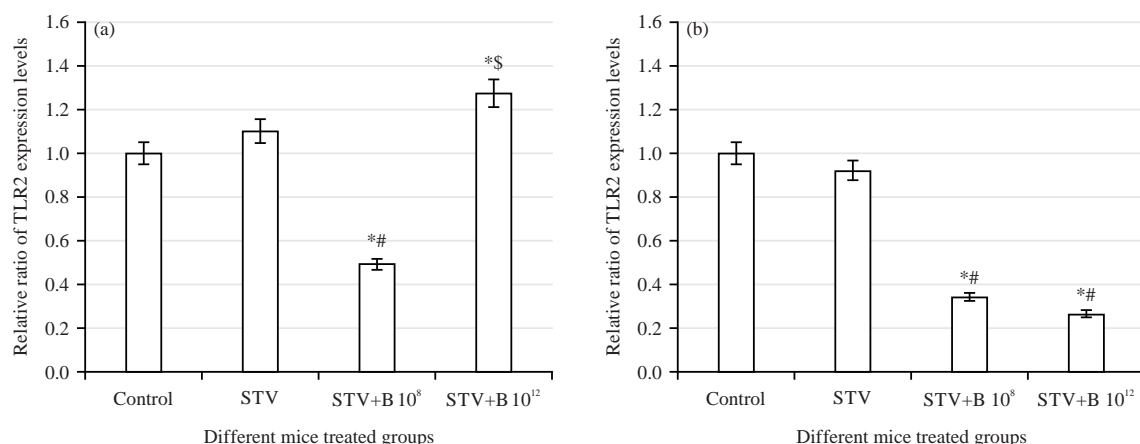 (a)
Relative ratio of TLR2 expression levels
1.6
1.4
1.2
1.0
0.8
0.6
0.4
0.2
0.0
*#
*$
Control STV STV+B 10⁸ STV+B 10¹²
Different mice treated groups
(b)
Relative ratio of TLR2 expression levels
1.6
1.4
1.2
1.0
0.8
0.6
0.4
0.2
0.0
*#
*#
Control STV STV+B 10⁸ STV+B 10¹²
Different mice treated groups